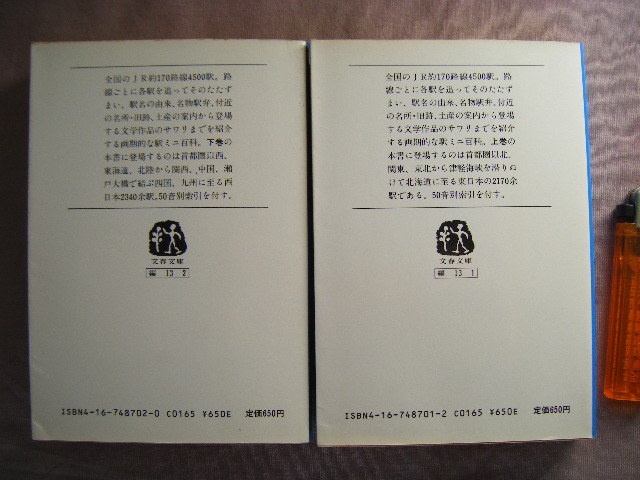 全国のＪＲ約170路線4500駅。路
線ごとに各駅を追ってそのたたず
まい、駅名の由来、名物駅弁、付近
の名所・旧跡、土産の案内から登場
する文学作品のサワリまでを紹介
する画期的な駅ミニ百科。下巻の
本書に登場するのは首都圏以西、
東海道、北陸から関西、中国、瀬
戸大橋で結ぶ四国、九州に至る西
日本2340余駅。50音別索引を付す。
文春文庫
編 13 2
ISBN4-16-748702-0 C0165 ¥650E 定価650円
全国のＪＲ約170路線4500駅。路
線ごとに各駅を追ってそのたたず
まい、駅名の由来、名物駅弁、付近
の名所・旧跡、土産の案内から登場
する文学作品のサワリまでを紹介
する画期的な駅ミニ百科。上巻の
本書に登場するのは首都圏以北、
関東、東北から津軽海峡を潜りぬ
けて北海道に至る東日本の2170余
駅である。50音別索引を付す。
文春文庫
編 13 1
ISBN4-16-748701-2 C0165 ¥650E 定価650円